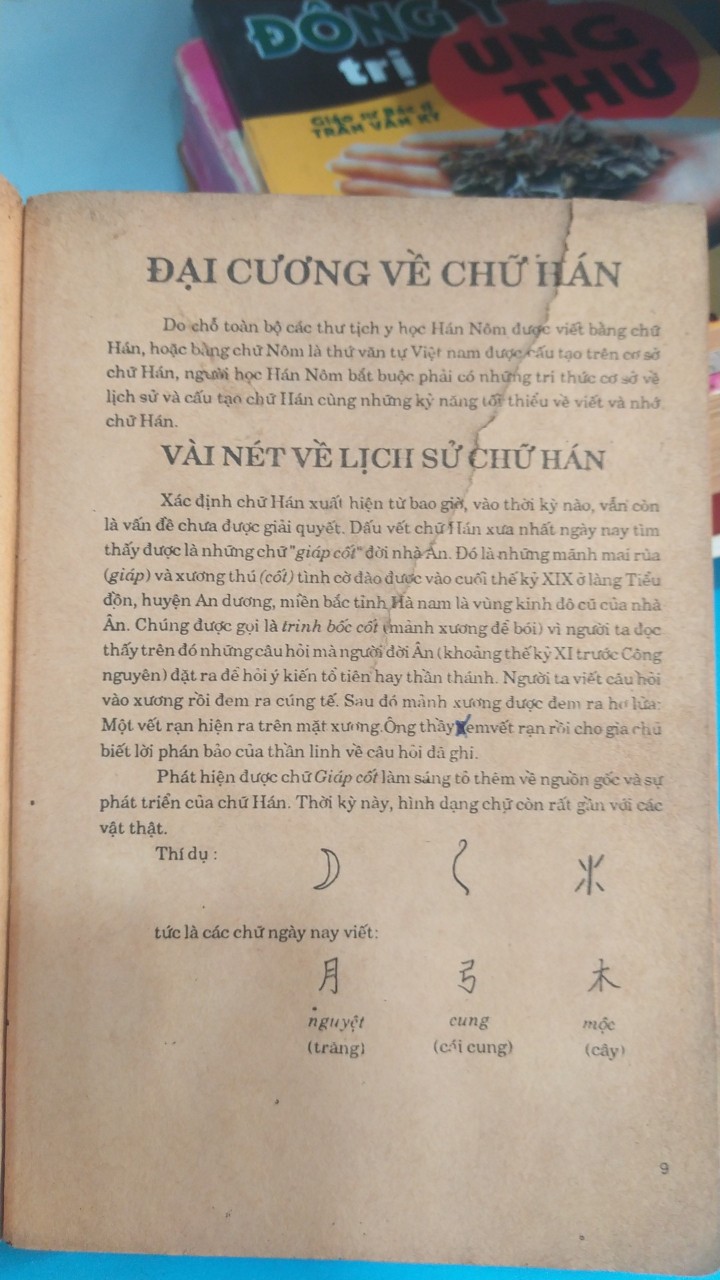 ĐÔNG Y
trị
UNG
THƯ
Giáo sư Bác sĩ
TRẦN VĂN KỲ
ĐẠI CƯƠNG VỀ CHỮ HÁN
Do chỗ toàn bộ các thư tịch y học Hán Nôm được viết bằng chữ
Hán, hoặc bằng chữ Nôm là thứ văn tự Việt nam được cấu tạo trên cơ sở
chữ Hán, người học Hán Nôm bắt buộc phải có những tri thức cơ sở về
lịch sử và cấu tạo chữ Hán cùng những kỹ năng tối thiểu về viết và nhớ
chữ Hán.
VÀI NÉT VỀ LỊCH SỬ CHỮ HÁN
Xác định chữ Hán xuất hiện từ bao giờ, vào thời kỳ nào, vẫn còn
là vấn đề chưa được giải quyết. Dấu vết chữ Hán xưa nhất ngày nay tìm
thấy được là những chữ "giáp cốt" đời nhà Ân. Đó là những mảnh mai rùa
(giáp) và xương thú (cốt) tình cờ đào được vào cuối thế kỷ XIX ở làng Tiểu
đồn, huyện An dương, miền bắc tỉnh Hà nam là vùng kinh đô cũ của nhà
Ân. Chúng được gọi là trinh bốc cốt (mảnh xương để bói) vì người ta đọc
thấy trên đó những câu hỏi mà người đời Ân (khoảng thế kỷ XI trước Công
nguyên) đặt ra để hỏi ý kiến tổ tiên hay thần thánh. Người ta viết câu hỏi
vào xương rồi đem ra cúng tế. Sau đó mảnh xương được đem ra hơ lửa:
Một vết rạn hiện ra trên mặt xương.Ông thầy xemvết rạn rồi cho gia chủ
biết lời phán bảo của thần linh về câu hỏi đã ghi.
Phát hiện được chữ Giáp cốt làm sáng tỏ thêm về nguồn gốc và sự
phát triển của chữ Hán. Thời kỳ này, hình dạng chữ còn rất gần với các
vật thật.
Thí dụ :
tức là các chữ ngày nay viết:
月 弓 木
nguyệt cung mộc
(trăng) (cái cung) (cây)
9